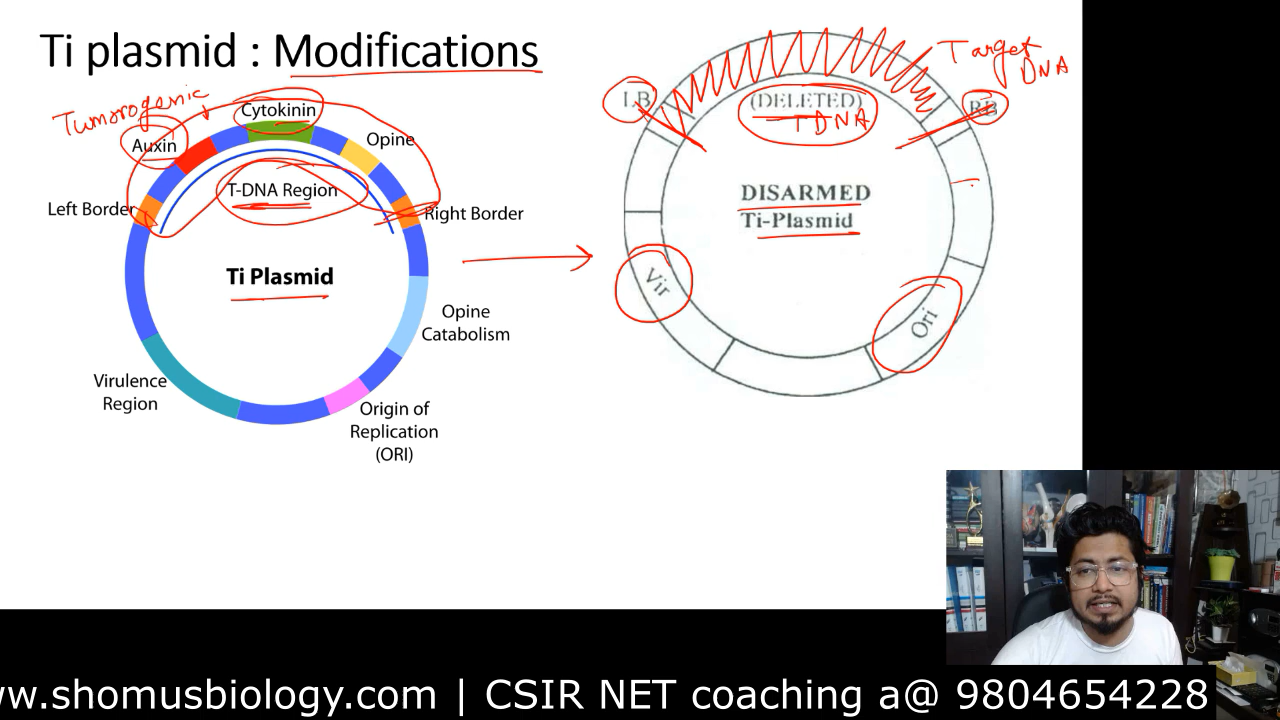 Ti plasmid : Modifications
Tumorogenic
Cytokinin
Auxin
Opine
T-DNA Region
Left Border
Right Border
Ti Plasmid
Opine
Catabolism
Virulence
Region
Origin of
Replication
(ORI)
Target
DNA
LB
(DELETED)
RB
TDNA
DISARMED
Ti-Plasmid
Vir
Ori
w.shomusbiology.com | CSIR NET coaching a@ 9804654228